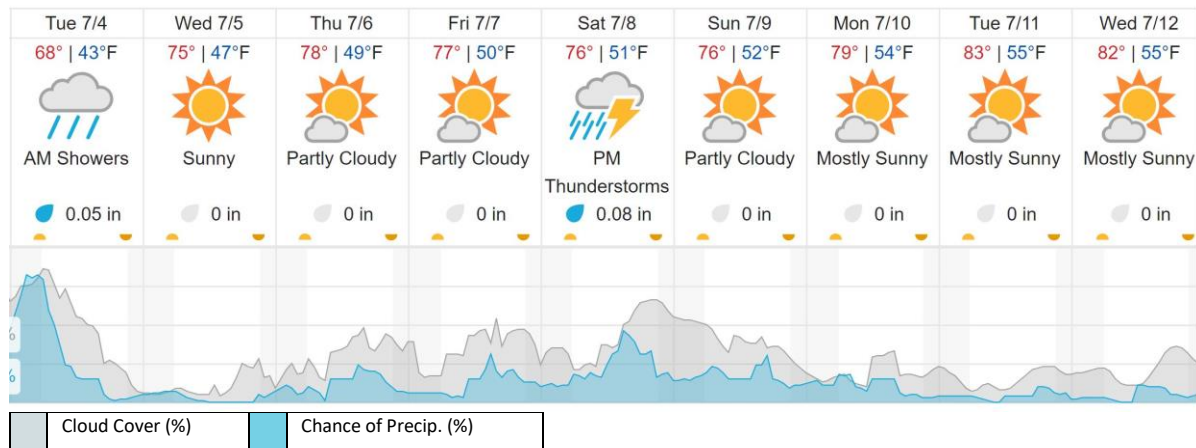 Tue 7/4 Wed 7/5 Thu 7/6 Fri 7/7 Sat 7/8 Sun 7/9 Mon 7/10 Tue 7/11 Wed 7/12
68° | 43°F 75° | 47°F 78° | 49°F 77° | 50°F 76° | 51°F 76° | 52°F 79° | 54°F 83° | 55°F 82° | 55°F
AM Showers Sunny Partly Cloudy Partly Cloudy PM Partly Cloudy Mostly Sunny Mostly Sunny Mostly Sunny
Thunderstorms
0.05 in 0 in 0 in 0 in 0.08 in 0 in 0 in 0 in 0 in
%
%
Cloud Cover (%) Chance of Precip. (%)